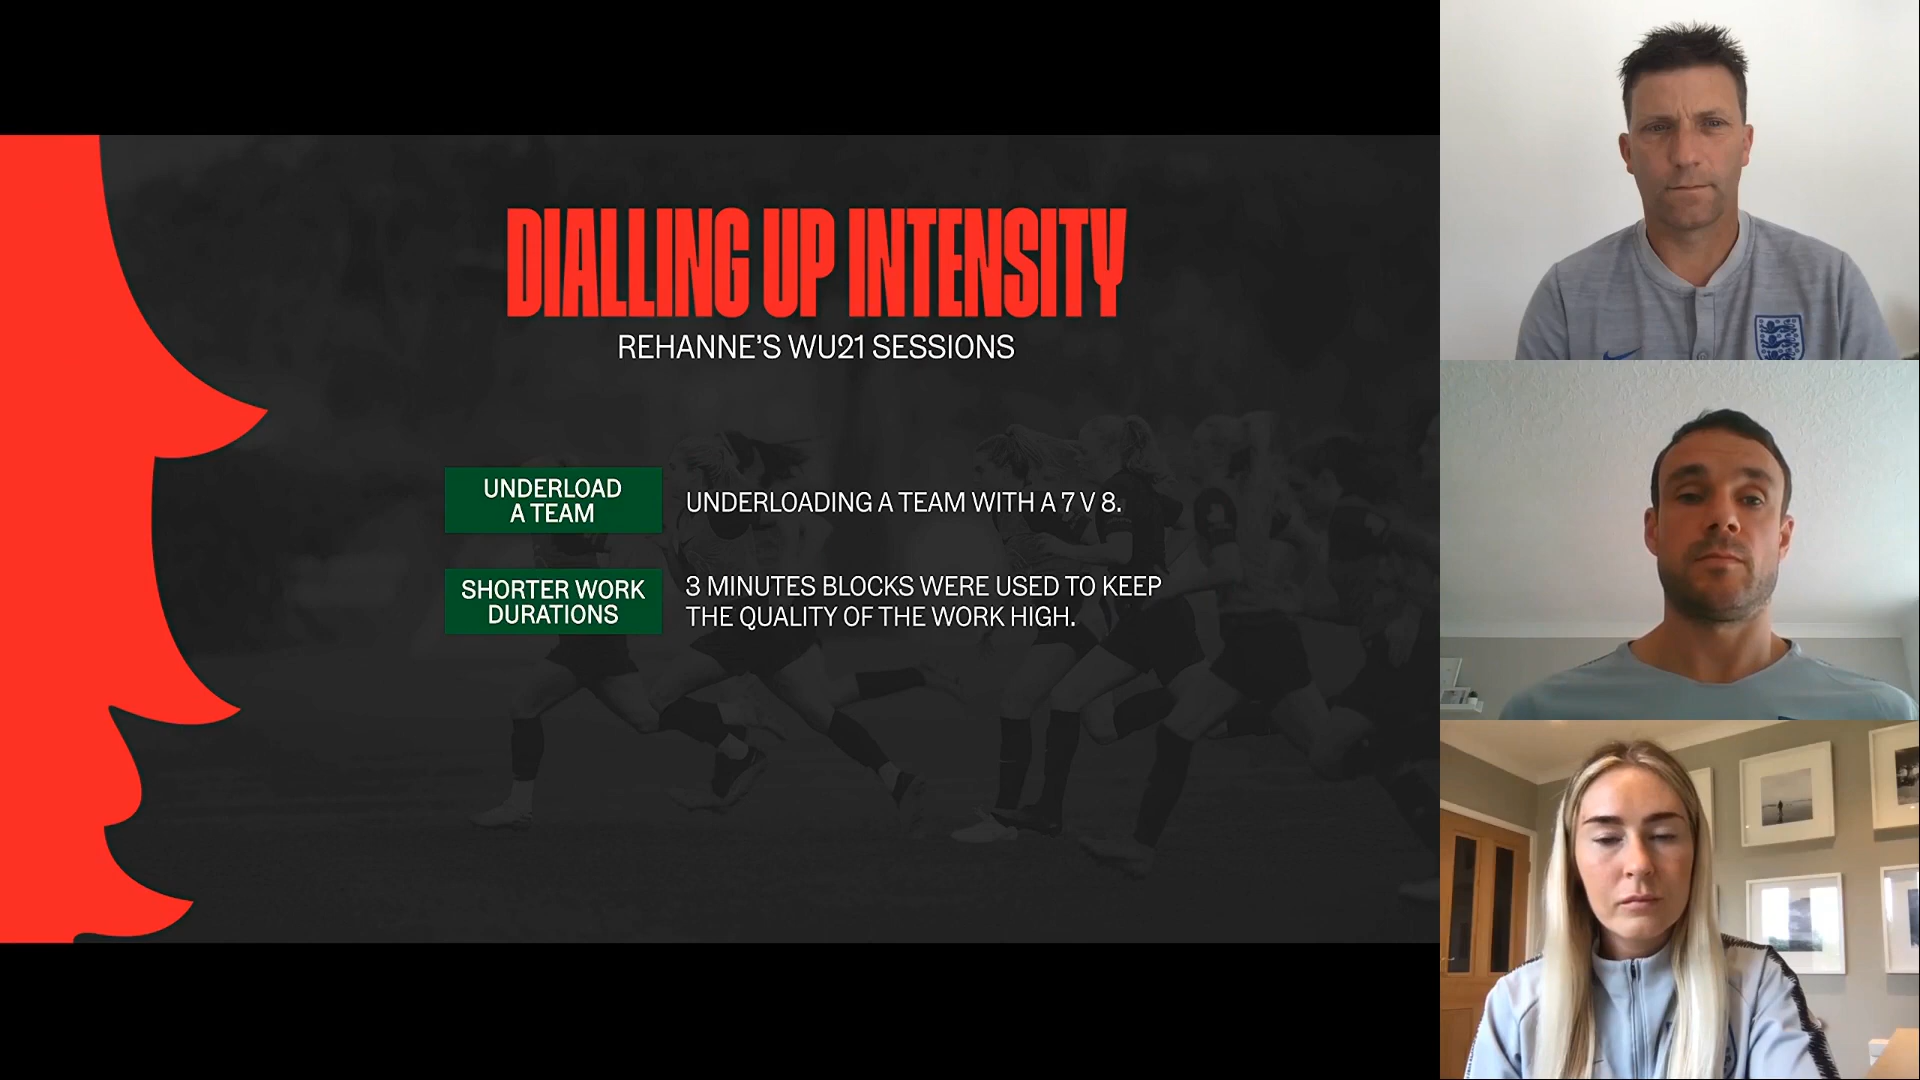 DIALLING UP INTENSITY
REHANNE'S WU21 SESSIONS
UNDERLOAD
A TEAM
UNDERLOADING A TEAM WITH A 7 V 8.
SHORTER WORK
DURATIONS
3 MINUTES BLOCKS WERE USED TO KEEP
THE QUALITY OF THE WORK HIGH.